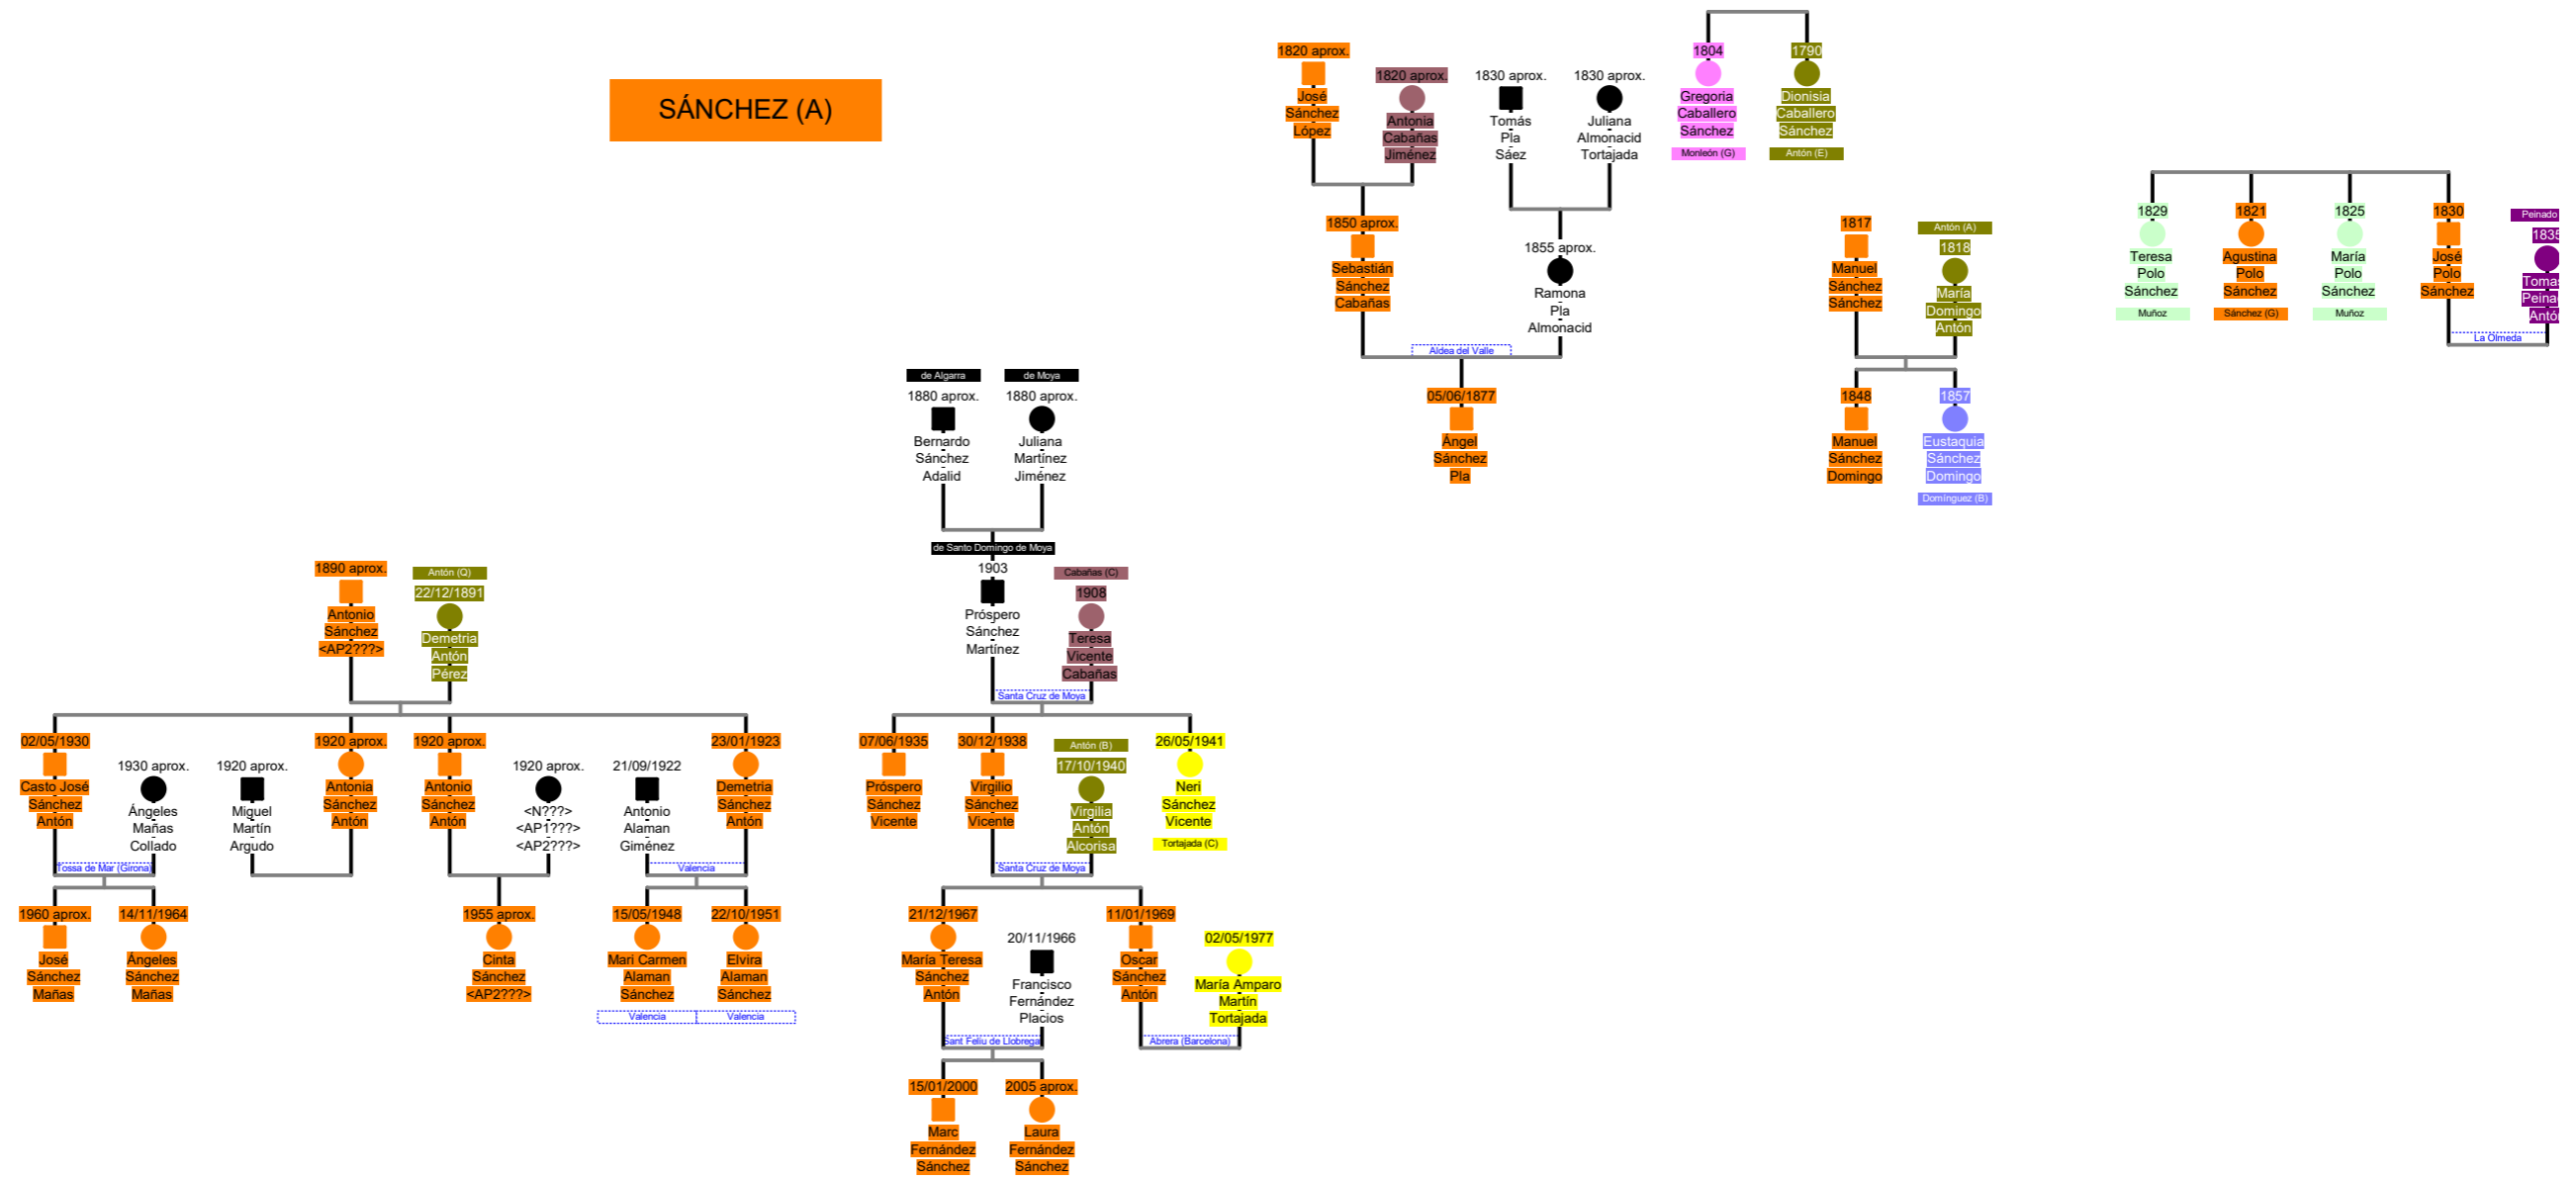 SÁNCHEZ (A)
1820 aprox.
José
Sánchez
López
1820 aprox.
Antonia
Cabañas
Jiménez
1830 aprox.
Tomás
Pla
Sáez
1830 aprox.
Juliana
Almonacid
Tortajada
1804
Gregoria
Caballero
Sánchez
Monleón (G)
1790
Dionisia
Caballero
Sánchez
Antón (E)
1850 aprox.
Sebastián
Sánchez
Cabañas
1855 aprox.
Ramona
Pla
Almonacid
Aldea del Valle
05/06/1877
Ángel
Sánchez
Pla
1817
Manuel
Sánchez
Sánchez
Antón (A)
1818
María
Domingo
Antón
1848
Manuel
Sánchez
Domingo
1857
Eustaquia
Sánchez
Domingo
Domínguez (B)
1829
Teresa
Polo
Sánchez
Muñoz
1821
Agustina
Polo
Sánchez
Sánchez (G)
1825
María
Polo
Sánchez
Muñoz
1830
José
Polo
Sánchez
Peinado
1835
Tomas
Peina
Antó
La Olmeda
de Algarra
1880 aprox.
Bernardo
Sánchez
Adalid
de Moya
1880 aprox.
Juliana
Martínez
Jiménez
de Santo Domingo de Moya
1903
Próspero
Sánchez
Martínez
Cabañas (C)
1908
Teresa
Vicente
Cabañas
Santa Cruz de Moya
1890 aprox.
Antonio
Sánchez
<AP2???>
Antón (Q)
22/12/1891
Demetria
Antón
Pérez
02/05/1930
Casto José
Sánchez
Antón
1930 aprox.
Ángeles
Mañas
Collado
Tossa de Mar (Girona)
1920 aprox.
Miguel
Martín
Argudo
1920 aprox.
Antonia
Sánchez
Antón
1920 aprox.
Antonio
Sánchez
Antón
1920 aprox.
<N???>
<AP1???>
<AP2???>
21/09/1922
Antonio
Alaman
Giménez
23/01/1923
Demetria
Sánchez
Antón
Valencia
07/06/1935
Próspero
Sánchez
Vicente
30/12/1938
Virgilio
Sánchez
Vicente
Antón (B)
17/10/1940
Virgilia
Antón
Alcorisa
Santa Cruz de Moya
26/05/1941
Neri
Sánchez
Vicente
Tortajada (C)
1960 aprox.
José
Sánchez
Mañas
14/11/1964
Ángeles
Sánchez
Mañas
1955 aprox.
Cinta
Sánchez
<AP2???>
15/05/1948
Mari Carmen
Alaman
Sánchez
Valencia
22/10/1951
Elvira
Alaman
Sánchez
Valencia
21/12/1967
María Teresa
Sánchez
Antón
20/11/1966
Francisco
Fernández
Placios
Sant Feliu de Llobrega
11/01/1969
Oscar
Sánchez
Antón
02/05/1977
María Amparo
Martín
Tortajada
Abrera (Barcelona)
15/01/2000
Marc
Fernández
Sánchez
2005 aprox.
Laura
Fernández
Sánchez